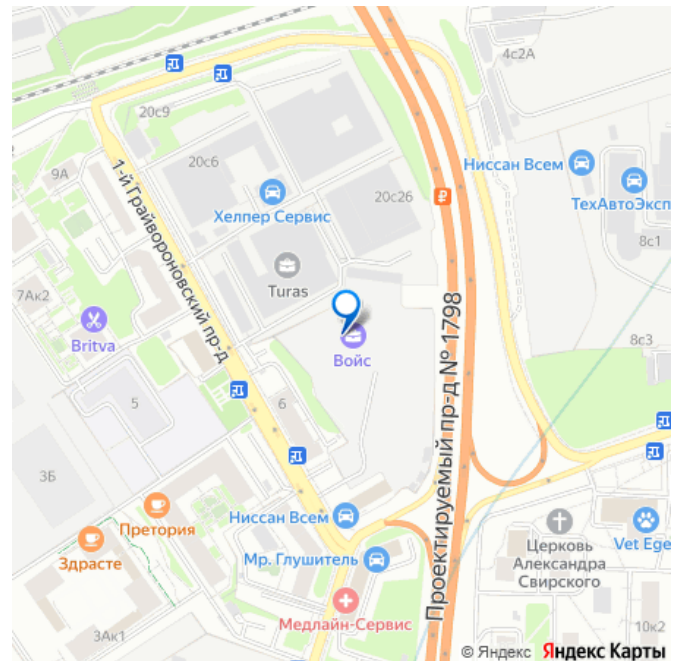 4с2А
20с9
20с6
9А
Ниссан Всем
ТехАвтоЭксп
20с26
₽
Хелпер Сервис
8с1
1-й Грайвороновский пр-д
Turas
7Ак2
Britva
Войс
Проектируемый пр-д № 1798
8с3
5
6
3Б
Претория
Ниссан Всем
Здрасте
Мр. Глушитель
Церковь
Александра
Свирского
Vet Ege
Медлайн-Сервис
10к2
3Ак1
© Яндекс Яндекс Карты